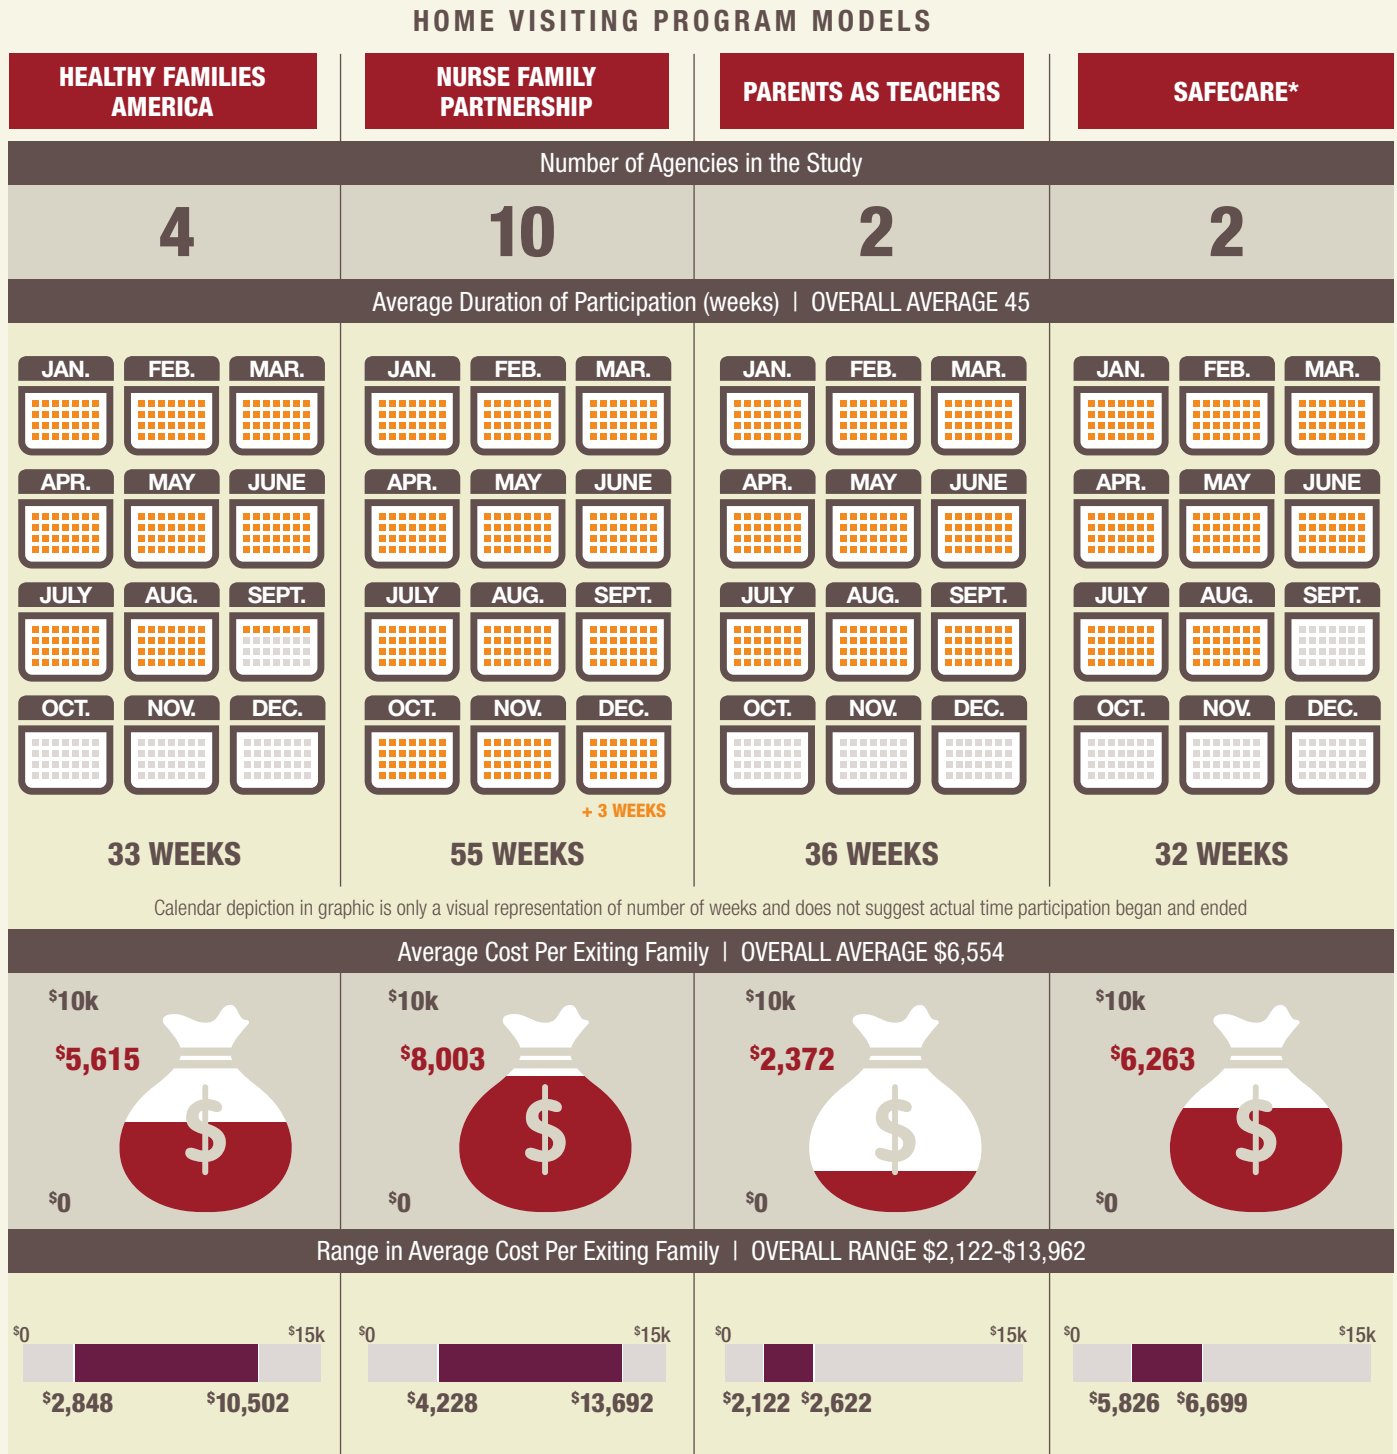 HOME VISITING PROGRAM MODELS
HEALTHY FAMILIES
AMERICA
NURSE FAMILY
PARTNERSHIP
PARENTS AS TEACHERS
SAFECARE*
Number of Agencies in the Study
4
10
2
2
Average Duration of Participation (weeks) | OVERALL AVERAGE 45
JAN. FEB. MAR. JAN. FEB. MAR. JAN. FEB. MAR. JAN. FEB. MAR.
APR. MAY JUNE APR. MAY JUNE APR. MAY JUNE APR. MAY JUNE
JULY AUG. SEPT. JULY AUG. SEPT. JULY AUG. SEPT. JULY AUG. SEPT.
OCT. NOV. DEC. OCT. NOV. DEC. OCT. NOV. DEC. OCT. NOV. DEC.
+ 3 WEEKS
33 WEEKS
55 WEEKS
36 WEEKS
32 WEEKS
Calendar depiction in graphic is only a visual representation of number of weeks and does not suggest actual time participation began and ended
Average Cost Per Exiting Family | OVERALL AVERAGE $6,554
$10k
$5,615
$
$0
$10k
$8,003
$
$0
$10k
$2,372
$
$0
$10k
$6,263
$
$0
Range in Average Cost Per Exiting Family | OVERALL RANGE $2,122-$13,962
$0 $15k
$2,848 $10,502
$0 $15k
$4,228 $13,692
$0 $15k
$2,122 $2,622
$0 $15k
$5,826 $6,699